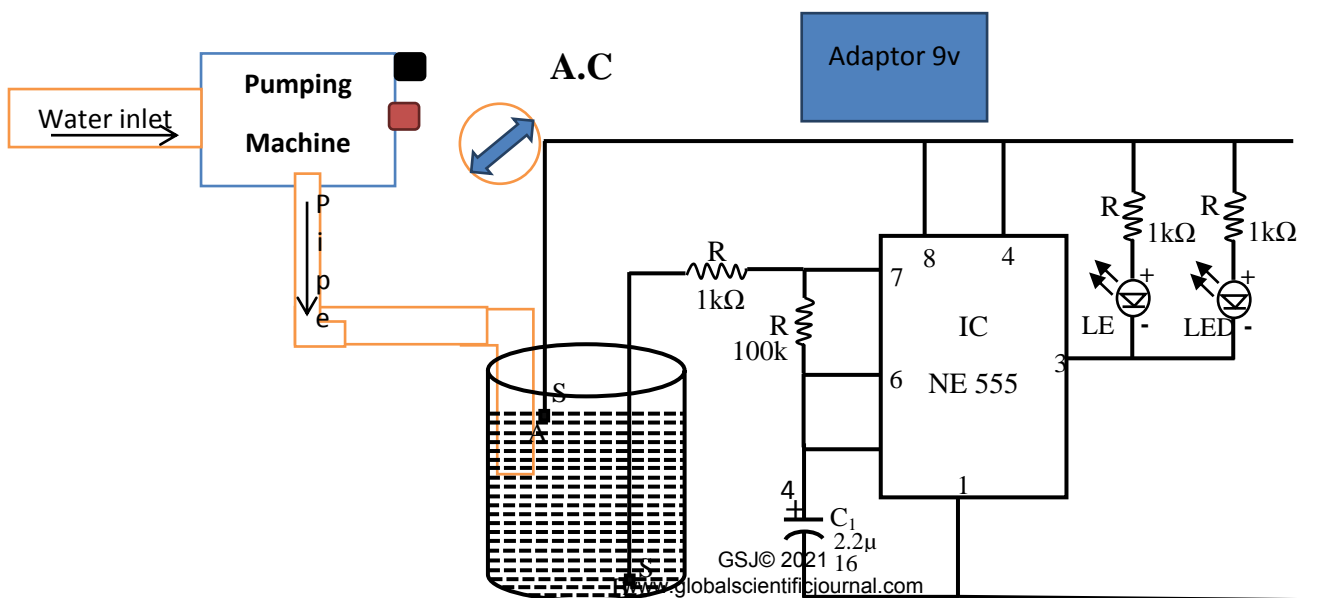 Adaptor 9v
A.C
Pumping
Machine
Water inlet
Pipe
R
1kΩ
R
1kΩ
R
1kΩ
R
100k
7
8
4
IC
NE 555
6
3
1
LE
+
-
LED
+
-
S
A
S
4
+
C₁
2.2µ
16
GSJ© 2021
www.globalscientificjournal.com